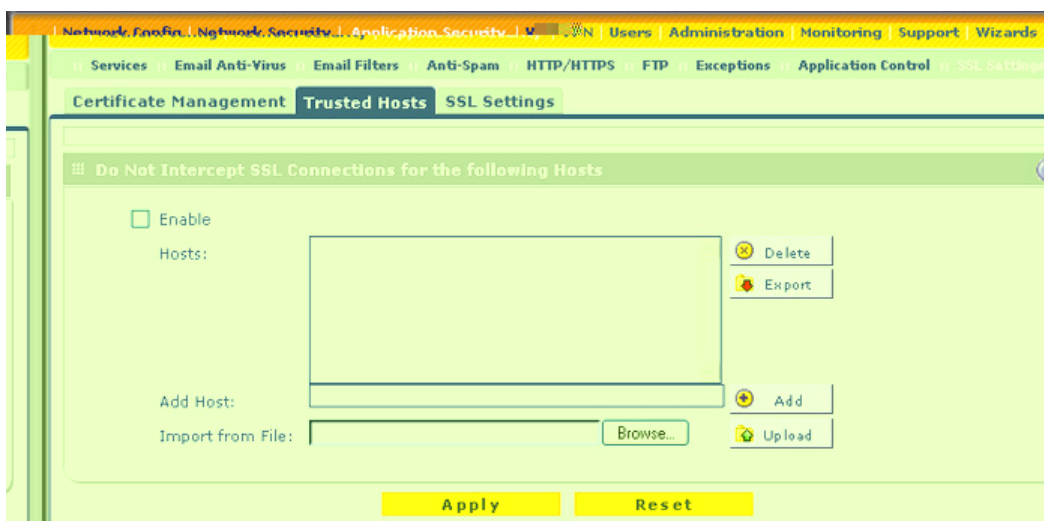 Network Config | Network Security | Application Security | | Users | Administration | Monitoring | Support | Wizards
Services :: Email Anti-Virus :: Email Filters :: Anti-Spam :: HTTP/HTTPS :: FTP :: Exceptions :: Application Control :: SSL Settings
Certificate Management Trusted Hosts SSL Settings
Do Not Intercept SSL Connections for the following Hosts
Enable
Hosts: Delete
Export
Add Host: Add
Import from File: Browse... Upload
Apply Reset